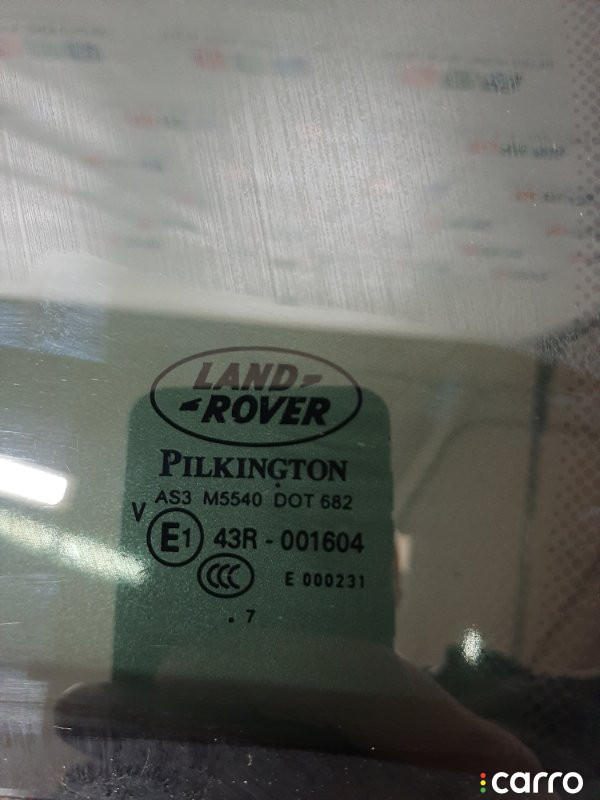 LAND
ROVER
PILKINGTON
AS3 M5540 DOT 682
V
E1 43R - 001604
CCC E 000231
. 7
carro